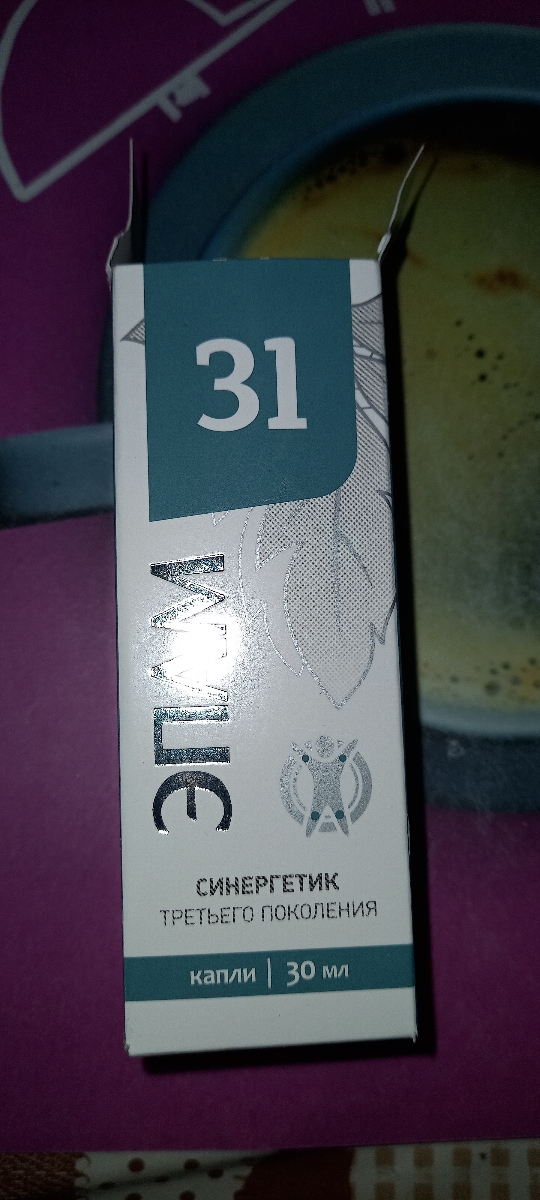 31
ЭПАМ
СИНЕРГЕТИК
ТРЕТЬЕГО ПОКОЛЕНИЯ
капли | 30 мл